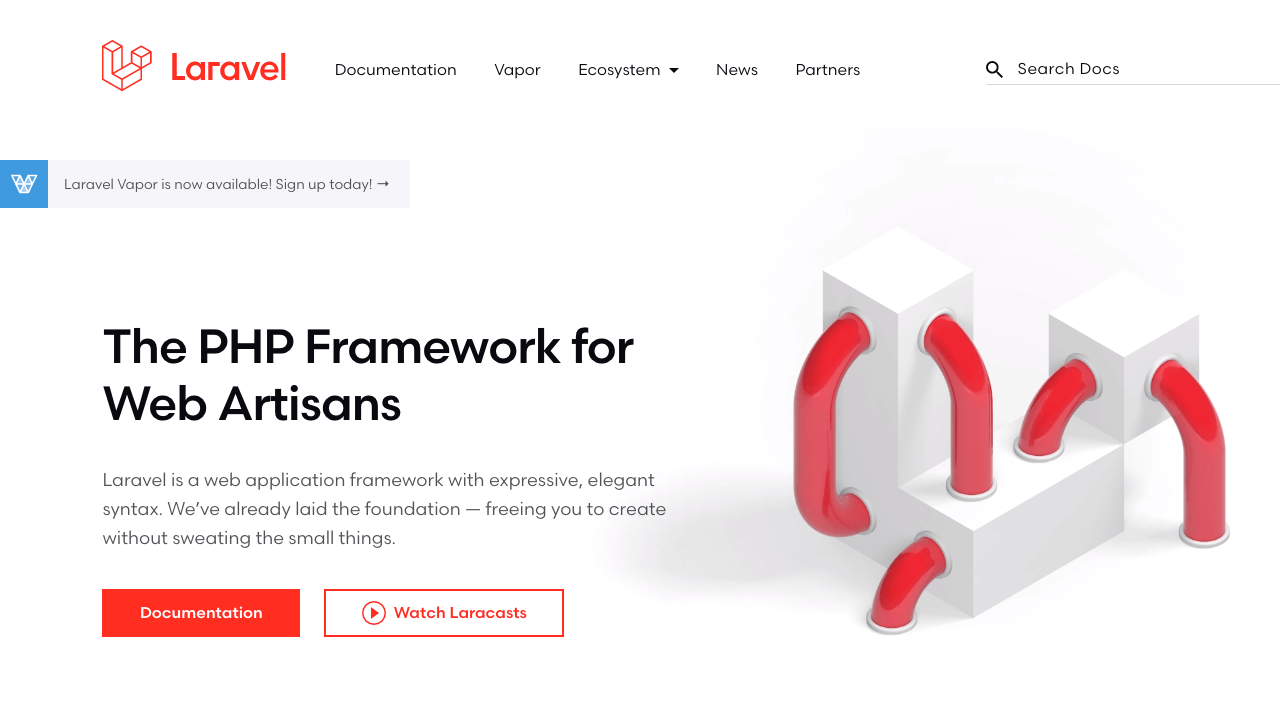 Laravel
Documentation
Vapor
Ecosystem
News
Partners
Search Docs
Laravel Vapor is now available! Sign up today! →
The PHP Framework for
Web Artisans
Laravel is a web application framework with expressive, elegant
syntax. We’ve already laid the foundation — freeing you to create
without sweating the small things.
Documentation
Watch Laracasts